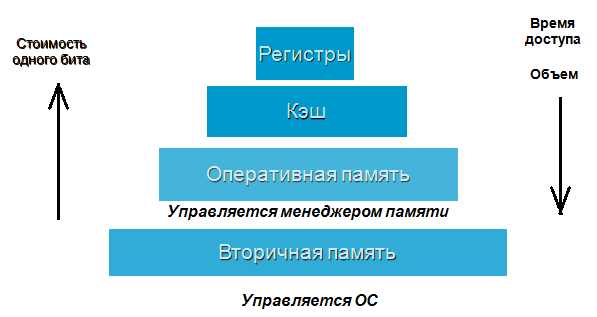 Стоимость
одного бита
Время
доступа
Объем
Регистры
Кэш
Оперативная память
Управляется менеджером памяти
Вторичная память
Управляется ОС